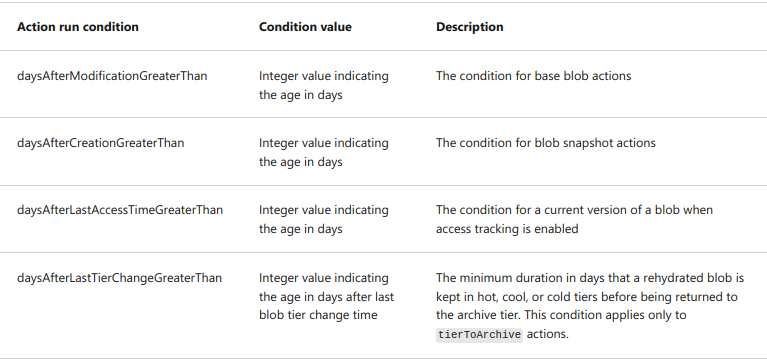 Action run condition Condition value Description
daysAfterModificationGreaterThan Integer value indicating The condition for base blob actions
the age in days
daysAfterCreationGreaterThan Integer value indicating The condition for blob snapshot actions
the age in days
daysAfterLastAccessTimeGreaterThan Integer value indicating The condition for a current version of a blob when
the age in days access tracking is enabled
daysAfterLastTierChangeGreaterThan Integer value indicating The minimum duration in days that a rehydrated blob is
the age in days after last kept in hot, cool, or cold tiers before being returned to
blob tier change time the archive tier. This condition applies only to
tierToArchive actions.